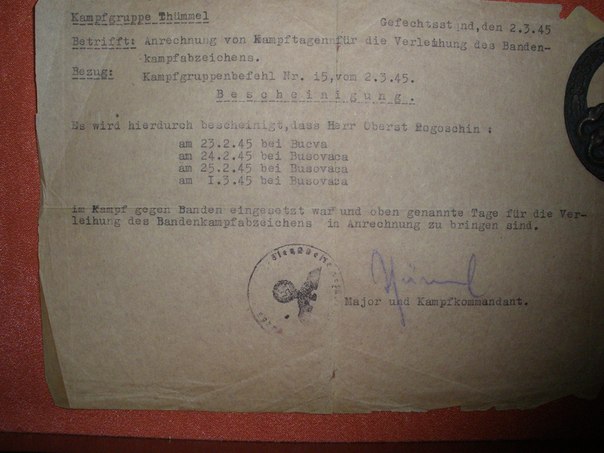 Kampfgruppe Thümmel
Gefechtsstand,den 2.3.45
Betrifft: Anrechnung von Kampftagennfür die Verleihung des Banden-
kampfabzeichens.
Bezug: Kampfgruppenbefehl Nr. 15,vom 2.3.45.
Bescheinigung.
Es wird hierdurch bescheinigt,dass Herr Oberst Rogoschin :
am 23.2.45 bei Bucva
am 24.2.45 bei Busovaca
am 25.2.45 bei Busovaca
am I.3.45 bei Busovaca
im Kampf gegen Banden eingesetzt war und oben genannte Tage für die Ver-
leihung des Bandenkampfabzeichens in Anrechnung zu bringen sind.
Major und Kampfkommandant.